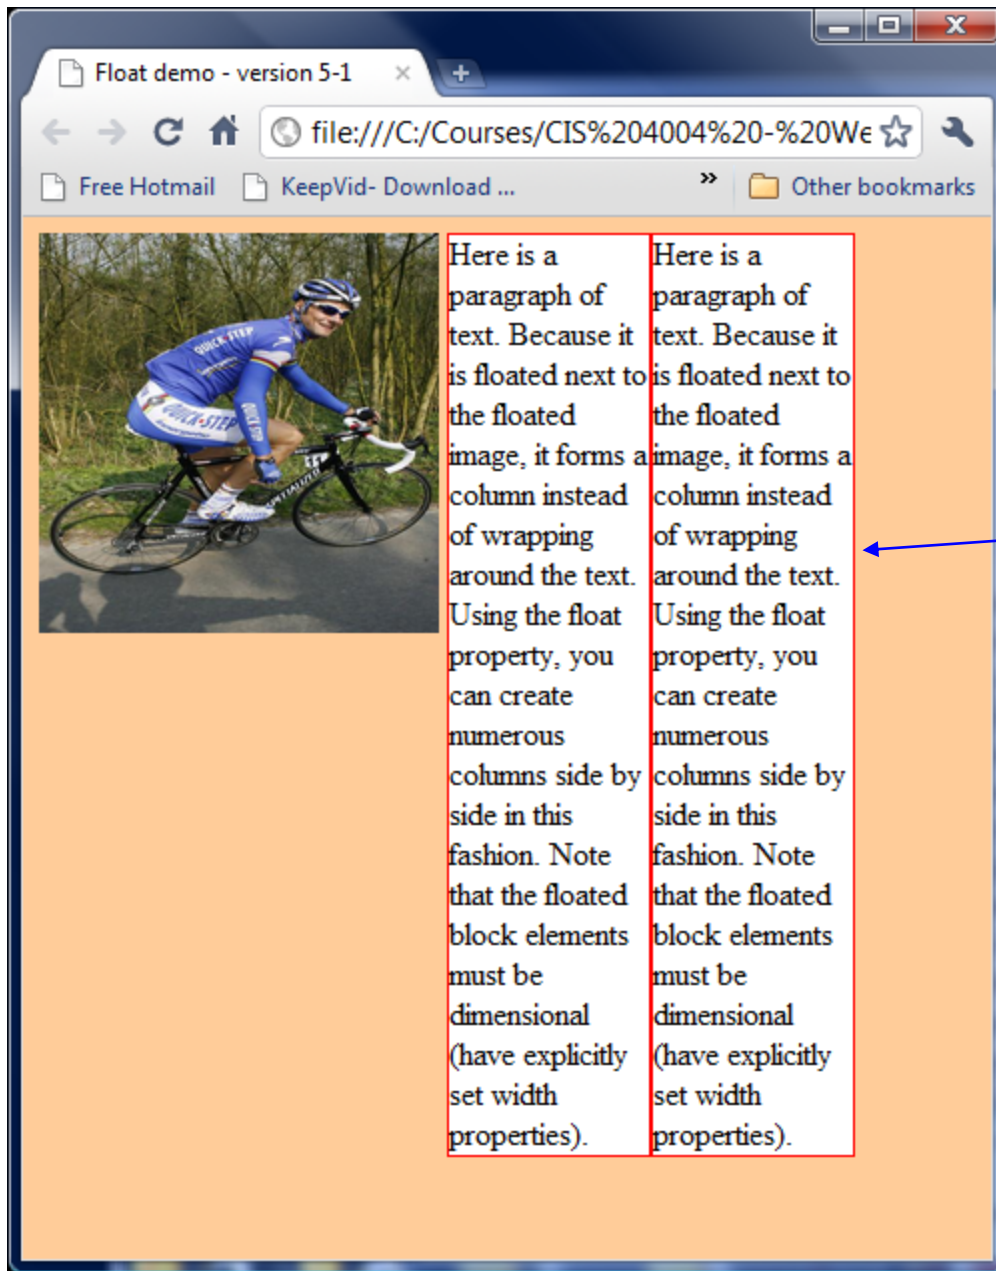 Float demo - version 5-1
file:///C:/Courses/CIS%204004%20-%20We
Free Hotmail KeepVid- Download ... » Other bookmarks
QUICK·STEP
QUICK·STEP
SPECIALIZED
Here is a
paragraph of
text. Because it
is floated next to
the floated
image, it forms a
column instead
of wrapping
around the text.
Using the float
property, you
can create
numerous
columns side by
side in this
fashion. Note
that the floated
block elements
must be
dimensional
(have explicitly
set width
properties).
Here is a
paragraph of
text. Because it
is floated next to
the floated
image, it forms a
column instead
of wrapping
around the text.
Using the float
property, you
can create
numerous
columns side by
side in this
fashion. Note
that the floated
block elements
must be
dimensional
(have explicitly
set width
properties).